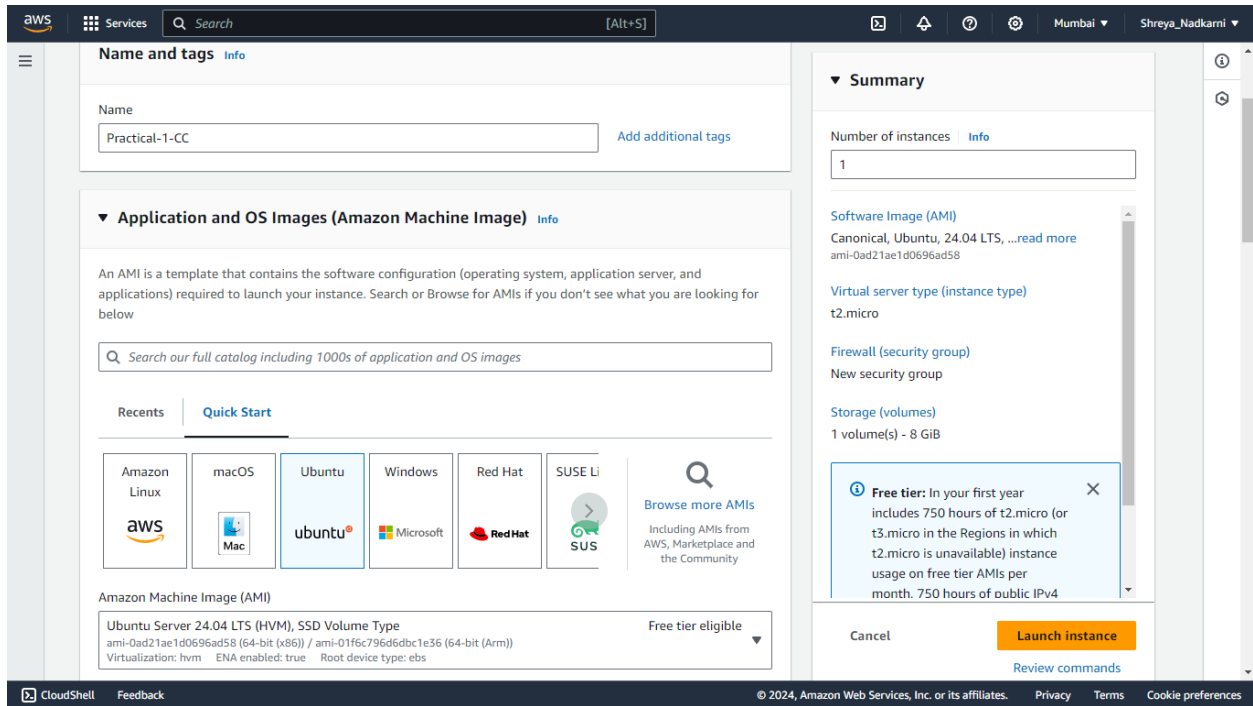 aws
Services
Search
[Alt+S]
Mumbai
Shreya_Nadkarni
Name and tags Info
Name
Practical-1-CC
Add additional tags
Application and OS Images (Amazon Machine Image) Info
An AMI is a template that contains the software configuration (operating system, application server, and
applications) required to launch your instance. Search or Browse for AMIs if you don't see what you are looking for
below
Search our full catalog including 1000s of application and OS images
Recents
Quick Start
Amazon
Linux
aws
macOS
Mac
Ubuntu
ubuntu
Windows
Microsoft
Red Hat
Red Hat
SUSE Li
SUS
Browse more AMIs
Including AMIs from
AWS, Marketplace and
the Community
Amazon Machine Image (AMI)
Ubuntu Server 24.04 LTS (HVM), SSD Volume Type
Free tier eligible
ami-0ad21ae1d0696ad58 (64-bit (x86)) / ami-01f6c796d6dbc1e36 (64-bit (Arm))
Virtualization: hvm ENA enabled: true Root device type: ebs
Summary
Number of instances Info
1
Software Image (AMI)
Canonical, Ubuntu, 24.04 LTS, ...read more
ami-0ad21ae1d0696ad58
Virtual server type (instance type)
t2.micro
Firewall (security group)
New security group
Storage (volumes)
1 volume(s) - 8 GiB
Free tier: In your first year
includes 750 hours of t2.micro (or
t3.micro in the Regions in which
t2.micro is unavailable) instance
usage on free tier AMIs per
month, 750 hours of public IPv4
Cancel
Launch instance
Review commands
CloudShell
Feedback
© 2024, Amazon Web Services, Inc. or its affiliates.
Privacy
Terms
Cookie preferences